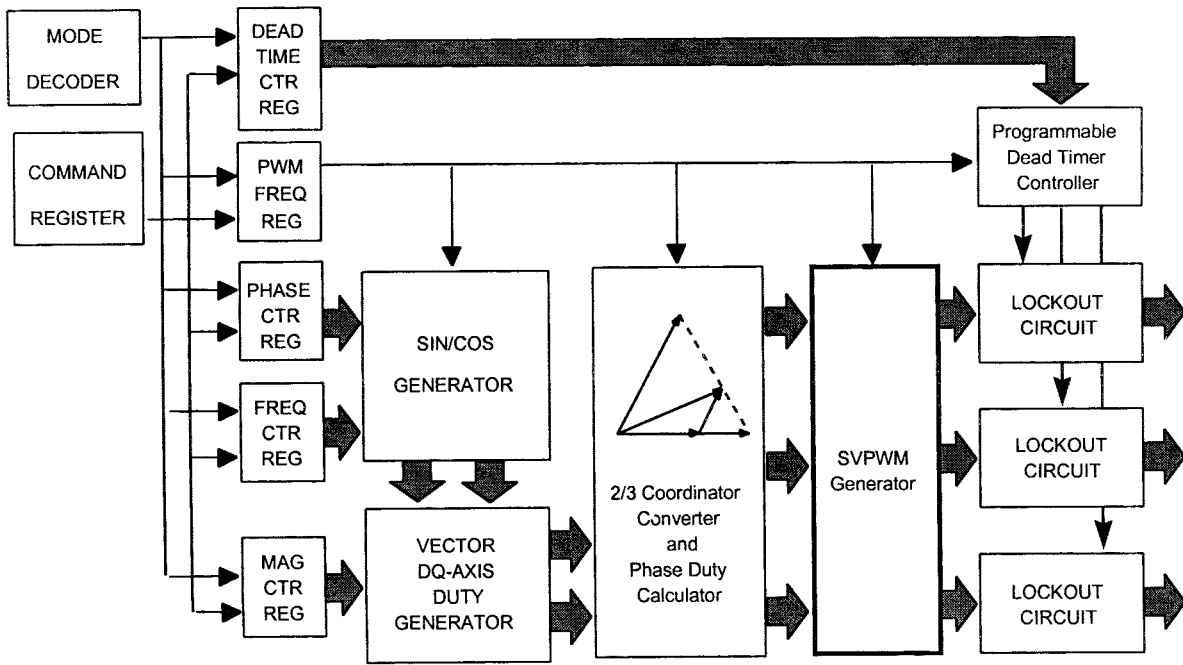 MODE
DECODER
COMMAND
REGISTER
DEAD
TIME
CTR
REG
PWM
FREQ
REG
PHASE
CTR
REG
FREQ
CTR
REG
MAG
CTR
REG
SIN/COS
GENERATOR
VECTOR
DQ-AXIS
DUTY
GENERATOR
2/3 Coordinator
Converter
and
Phase Duty
Calculator
SVPWM
Generator
Programmable
Dead Timer
Controller
LOCKOUT
CIRCUIT
LOCKOUT
CIRCUIT
LOCKOUT
CIRCUIT